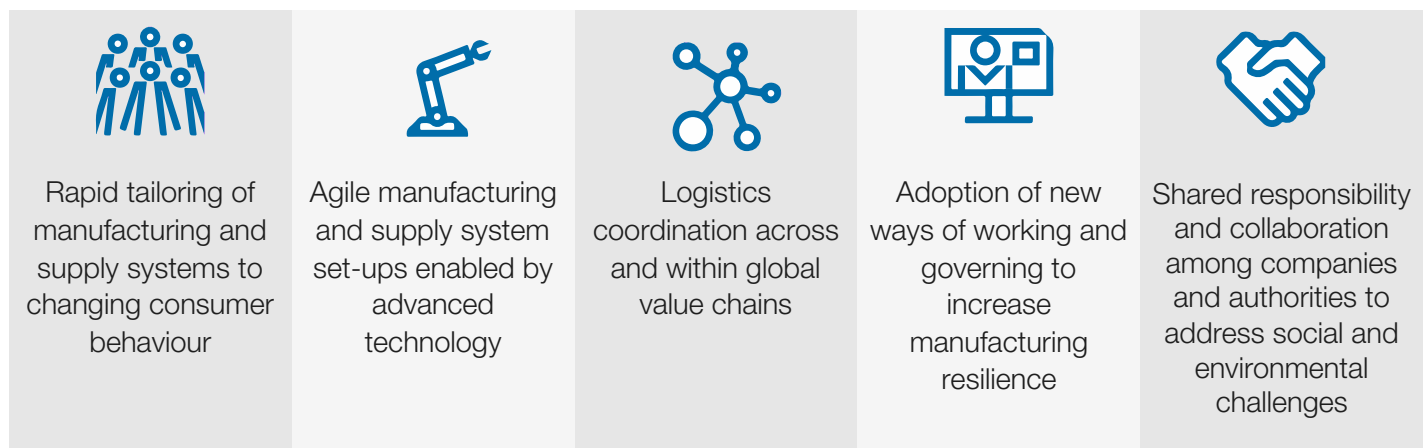 Rapid tailoring of
manufacturing and
supply systems to
changing consumer
behaviour
Agile manufacturing
and supply system
set-ups enabled by
advanced
technology
Logistics
coordination across
and within global
value chains
Adoption of new
ways of working and
governing to
increase
manufacturing
resilience
Shared responsibility
and collaboration
among companies
and authorities to
address social and
environmental
challenges